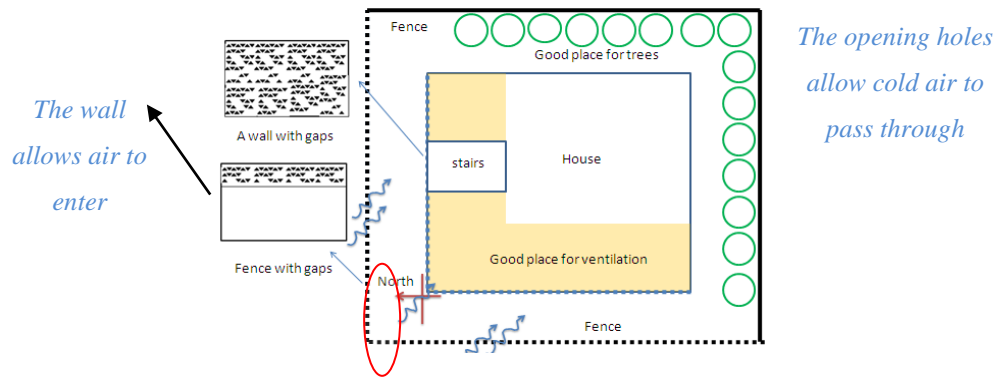 Fence
Good place for trees
The opening holes
allow cold air to
pass through
The wall
allows air to
enter
A wall with gaps
stairs
House
Fence with gaps
Good place for ventilation
North
Fence